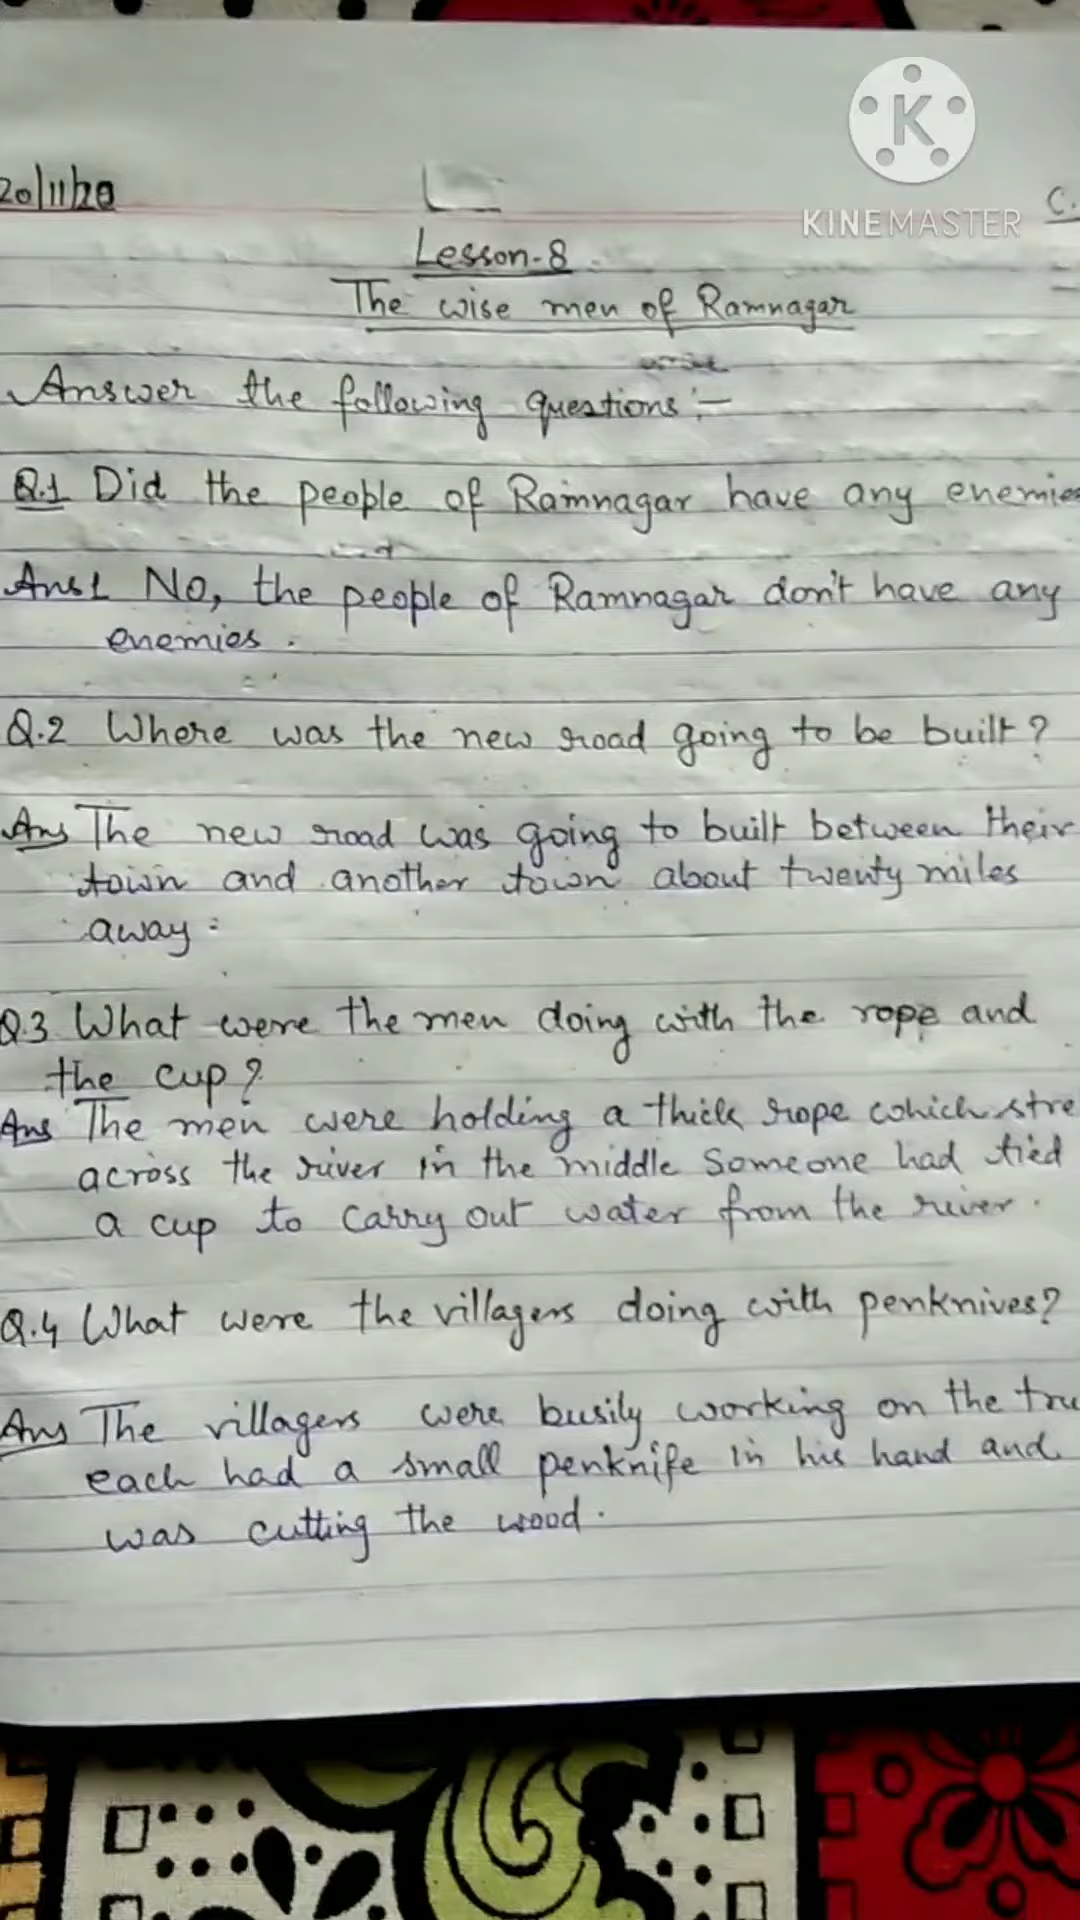 KINEMASTER
20/11/20
C.
Lesson-8
The wise men of Ramnagar
Answer the following questions :-
Q.1 Did the people of Ramnagar have any enemies
Ans1 No, the people of Ramnagar don't have any
enemies.
Q.2 Where was the new road going to be built?
Ans The new road was going to built between their
town and another town about twenty miles
away.
Q.3 What were the men doing with the rope and
the cup?
Ans The men were holding a thick rope which stre
across the river in the middle someone had tied
a cup to carry out water from the river.
Q.4 What were the villagers doing with penknives?
Ans The villagers were busily working on the tru
each had a small penknife in his hand and
was cutting the wood.